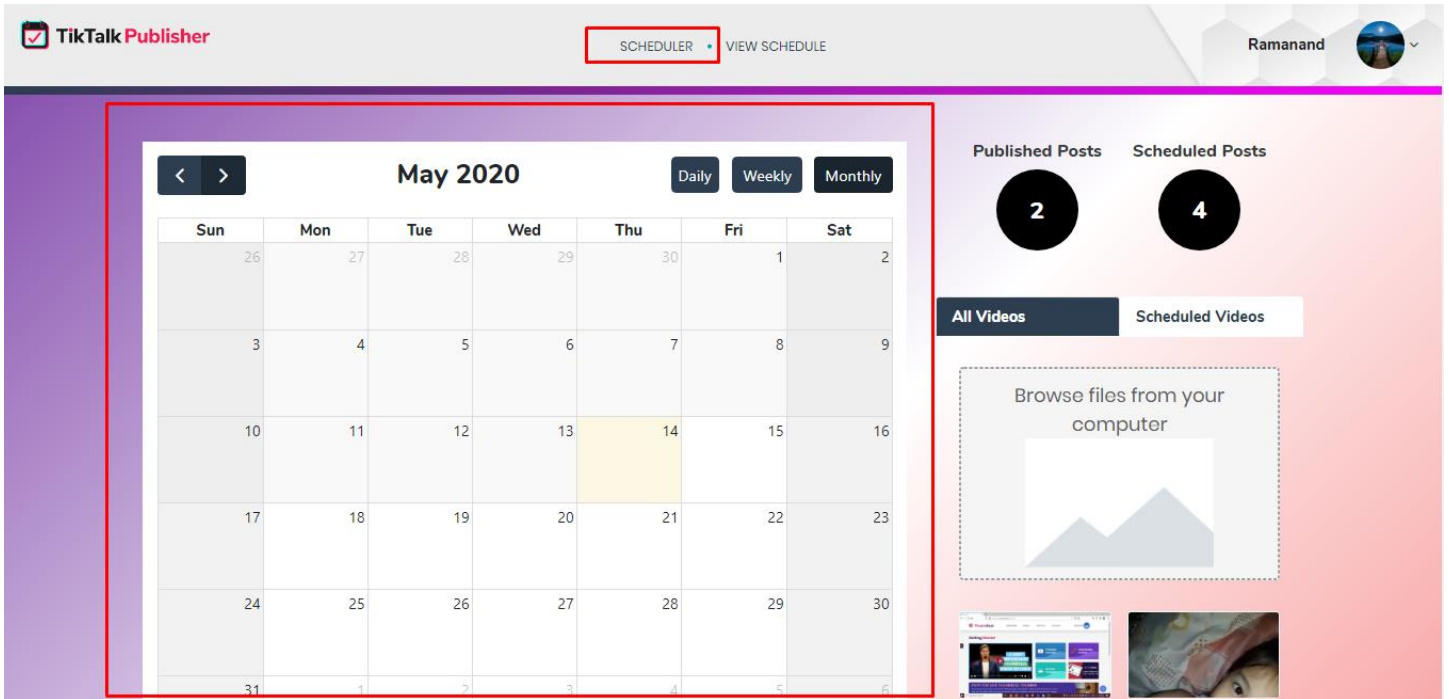 TikTalk Publisher
SCHEDULER • VIEW SCHEDULE
Ramanand
May 2020
Daily Weekly Monthly
Sun Mon Tue Wed Thu Fri Sat
26 27 28 29 30 1 2
3 4 5 6 7 8 9
10 11 12 13 14 15 16
17 18 19 20 21 22 23
24 25 26 27 28 29 30
31 1 2 3 4 5 6
Published Posts Scheduled Posts
2 4
All Videos Scheduled Videos
Browse files from your
computer